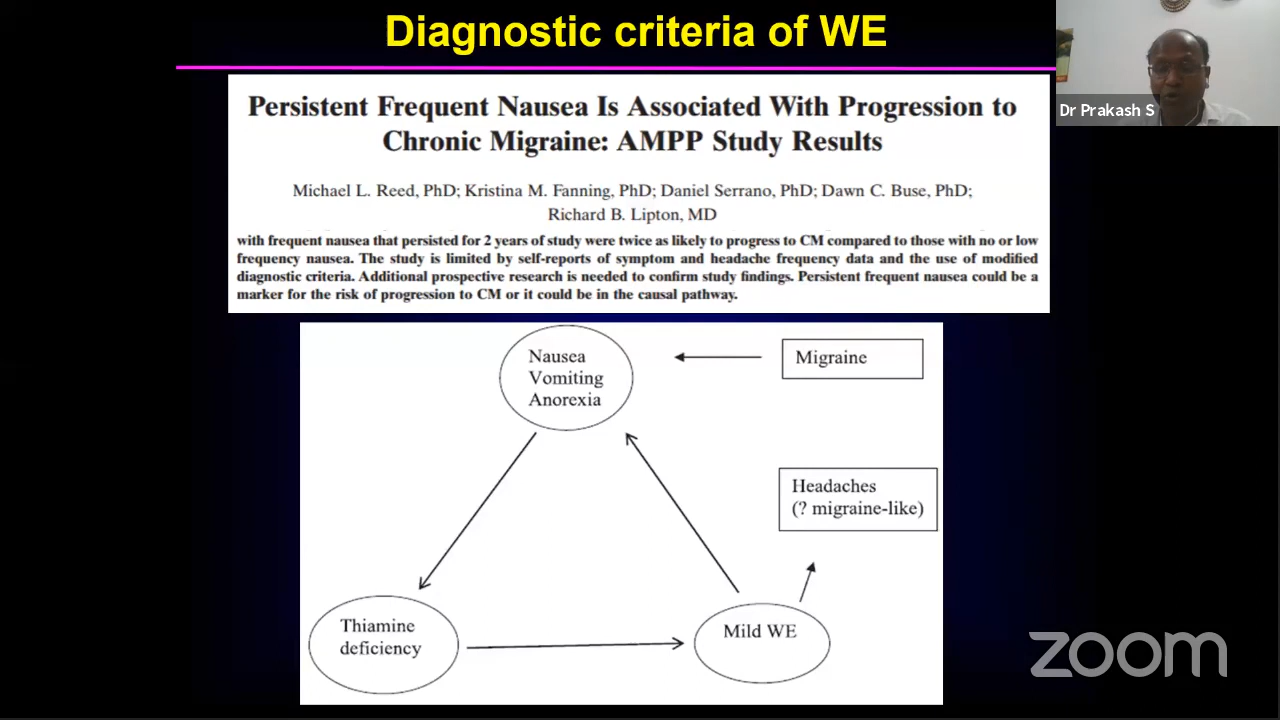 Diagnostic criteria of WE
Dr Prakash S
Persistent Frequent Nausea Is Associated With Progression to
Chronic Migraine: AMPP Study Results
Michael L. Reed, PhD; Kristina M. Fanning, PhD; Daniel Serrano, PhD; Dawn C. Buse, PhD;
Richard B. Lipton, MD
with frequent nausea that persisted for 2 years of study were twice as likely to progress to CM compared to those with no or low
frequency nausea. The study is limited by self-reports of symptom and headache frequency data and the use of modified
diagnostic criteria. Additional prospective research is needed to confirm study findings. Persistent frequent nausea could be a
marker for the risk of progression to CM or it could be in the causal pathway.
Nausea
Vomiting
Anorexia
Migraine
Headaches
(? migraine-like)
Thiamine
deficiency
Mild WE
zoom